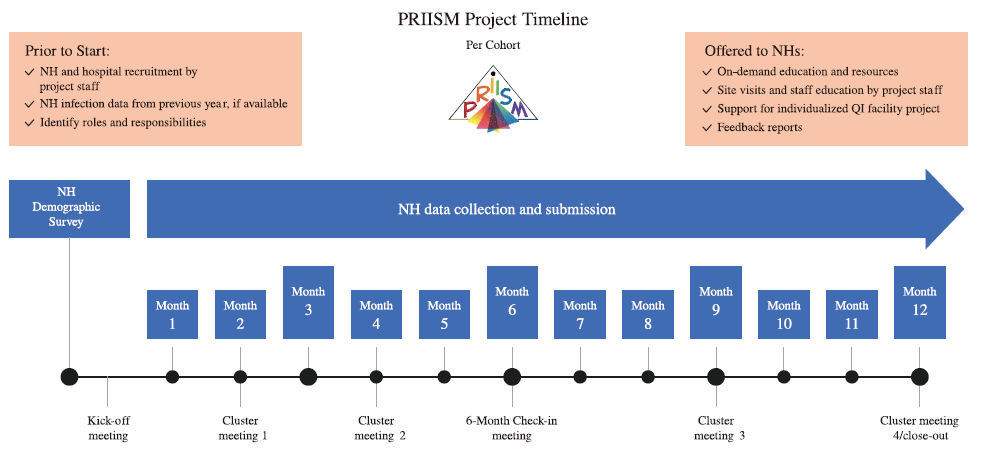 PRIISM Project Timeline
Per Cohort
PRIISM
Prior to Start:
✓ NH and hospital recruitment by
project staff
✓ NH infection data from previous year, if available
✓ Identify roles and responsibilities
Offered to NHs:
✓ On-demand education and resources
✓ Site visits and staff education by project staff
✓ Support for individualized QI facility project
✓ Feedback reports
NH
Demographic
Survey
NH data collection and submission
Month
1
Month
2
Month
3
Month
4
Month
5
Month
6
Month
7
Month
8
Month
9
Month
10
Month
11
Month
12
Kick-off
meeting
Cluster
meeting 1
Cluster
meeting 2
6-Month Check-in
meeting
Cluster
meeting 3
Cluster meeting
4/close-out